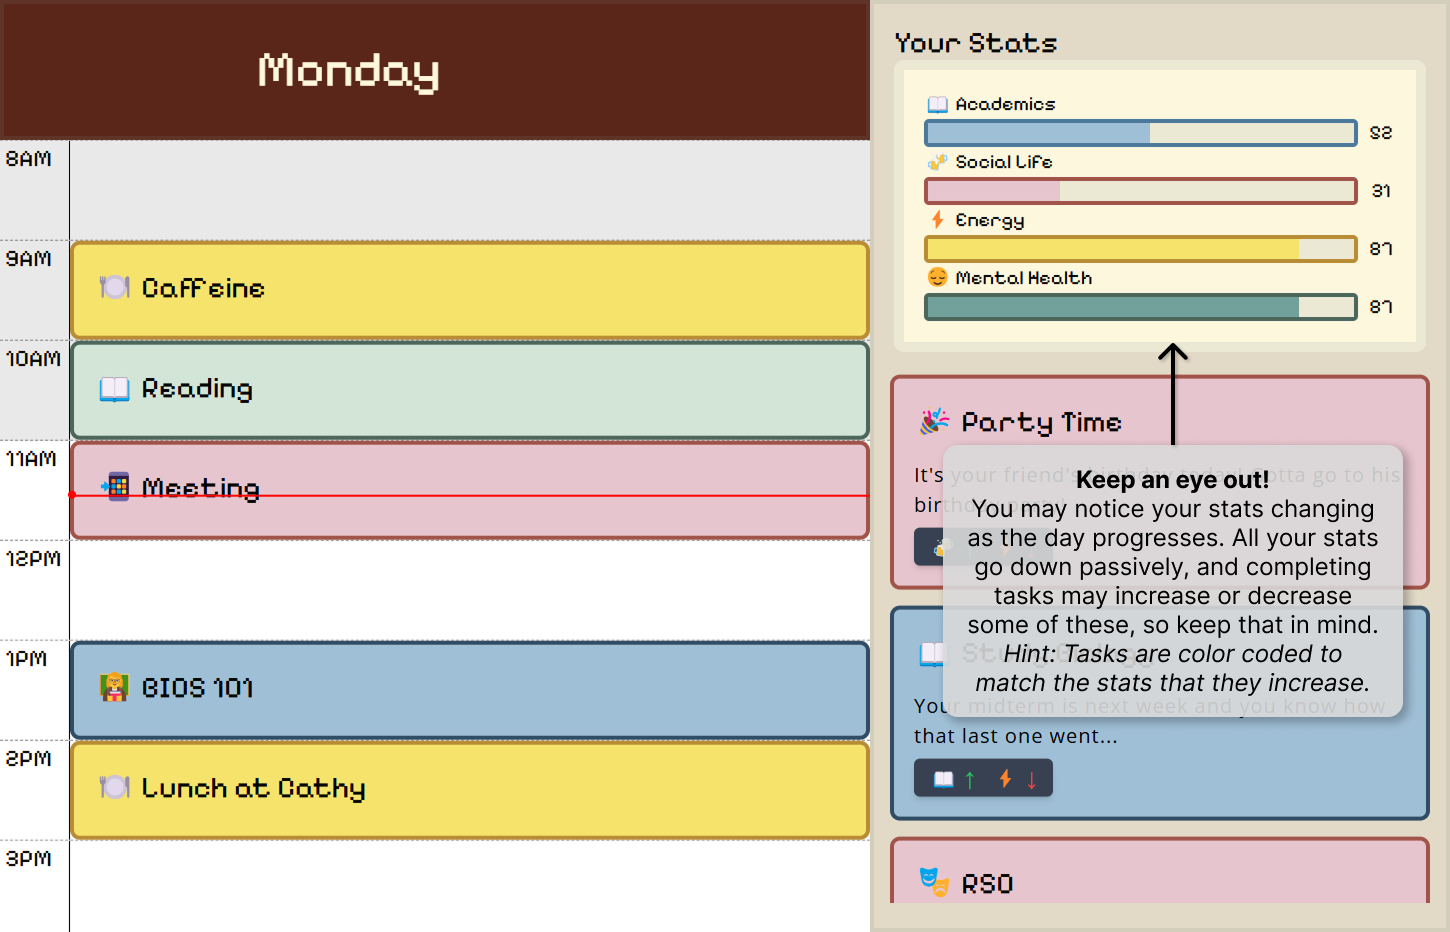 Monday
8AM
9AM
Caffeine
10AM
Reading
11AM
Meeting
12PM
1PM
BIOS 101
2PM
Lunch at Cathy
3PM
Your Stats
Academics
52
Social Life
31
Energy
87
Mental Health
87
Party Time
It's your friend's birthday today! Gotta go to his
birthday
Keep an eye out!
You may notice your stats changing
as the day progresses. All your stats
go down passively, and completing
tasks may increase or decrease
some of these, so keep that in mind.
Hint: Tasks are color coded to
match the stats that they increase.
Study
Your midterm is next week and you know how
that last one went...
RSO